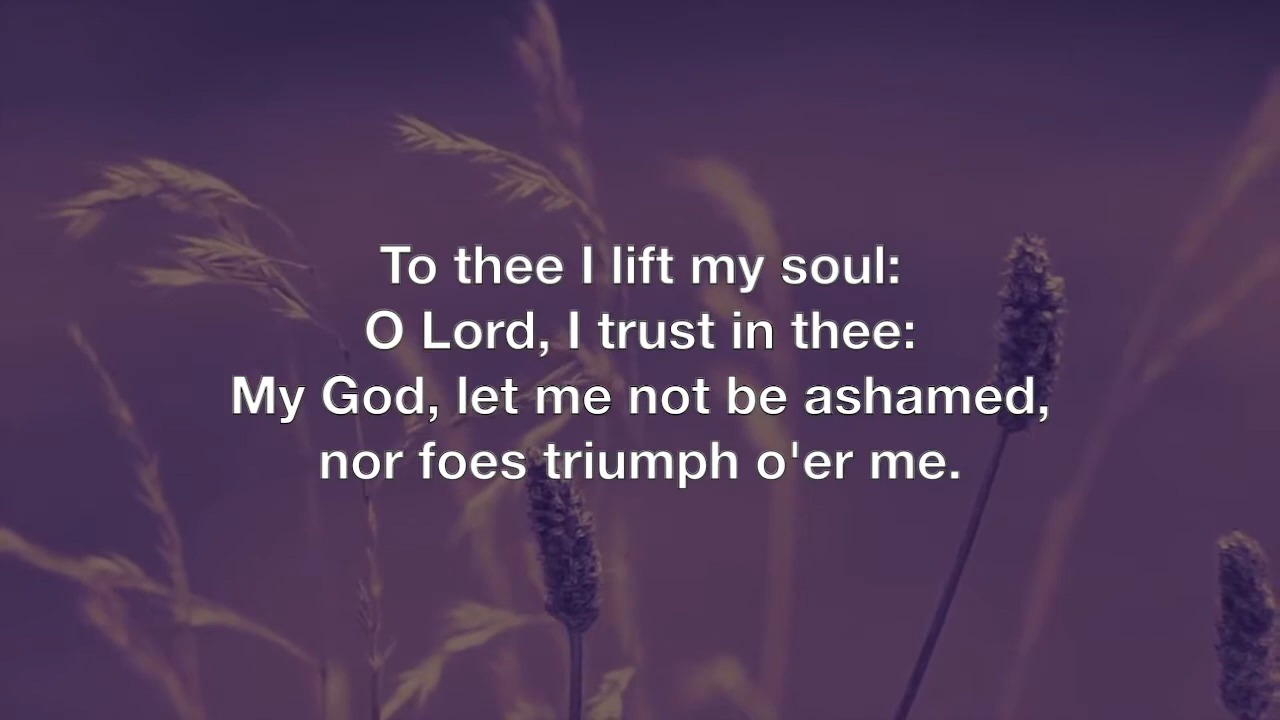 To thee I lift my soul:
O Lord, I trust in thee:
My God, let me not be ashamed,
nor foes triumph o'er me.